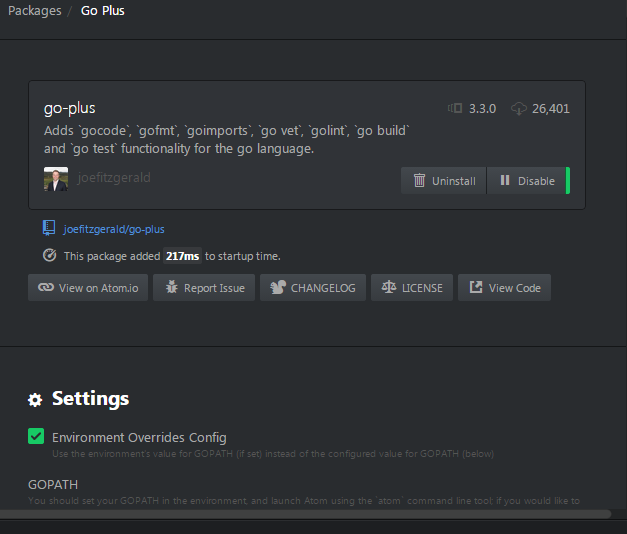 Packages / Go Plus
go-plus 3.3.0 26,401
Adds `gocode`, `gofmt`, `goimports`, `go vet`, `golint`, `go build`
and `go test` functionality for the go language.
joefitzgerald Uninstall Disable
joefitzgerald/go-plus
This package added 217ms to startup time.
View on Atom.io Report Issue CHANGELOG LICENSE View Code
Settings
Environment Overrides Config
Use the environment's value for GOPATH (if set) instead of the configured value for GOPATH (below)
GOPATH
You should set your GOPATH in the environment, and launch Atom using the `atom` command line tool; if you would like to